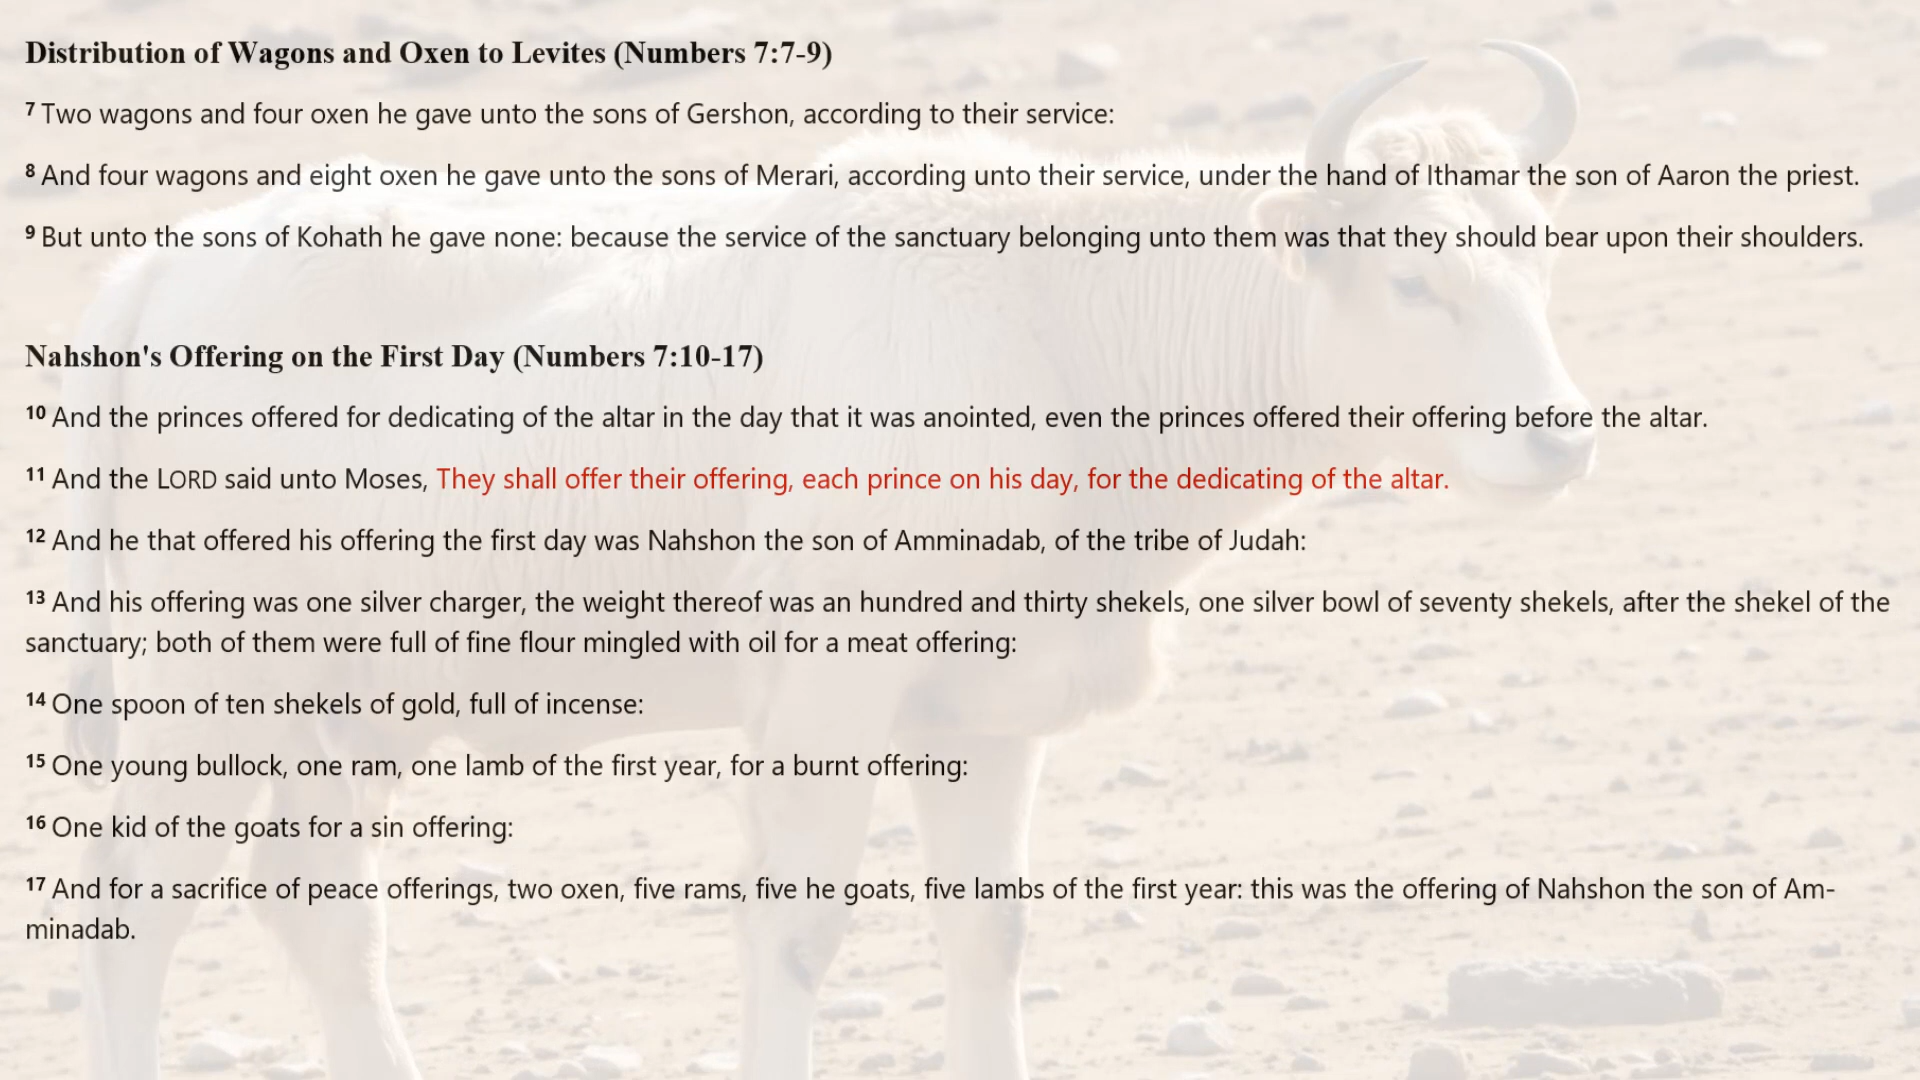 Distribution of Wagons and Oxen to Levites (Numbers 7:7-9)
7 Two wagons and four oxen he gave unto the sons of Gershon, according to their service:
8 And four wagons and eight oxen he gave unto the sons of Merari, according unto their service, under the hand of Ithamar the son of Aaron the priest.
9 But unto the sons of Kohath he gave none: because the service of the sanctuary belonging unto them was that they should bear upon their shoulders.
Nahshon's Offering on the First Day (Numbers 7:10-17)
10 And the princes offered for dedicating of the altar in the day that it was anointed, even the princes offered their offering before the altar.
11 And the LORD said unto Moses, They shall offer their offering, each prince on his day, for the dedicating of the altar.
12 And he that offered his offering the first day was Nahshon the son of Amminadab, of the tribe of Judah:
13 And his offering was one silver charger, the weight thereof was an hundred and thirty shekels, one silver bowl of seventy shekels, after the shekel of the
sanctuary; both of them were full of fine flour mingled with oil for a meat offering:
14 One spoon of ten shekels of gold, full of incense:
15 One young bullock, one ram, one lamb of the first year, for a burnt offering:
16 One kid of the goats for a sin offering:
17 And for a sacrifice of peace offerings, two oxen, five rams, five he goats, five lambs of the first year: this was the offering of Nahshon the son of Am-
minadab.